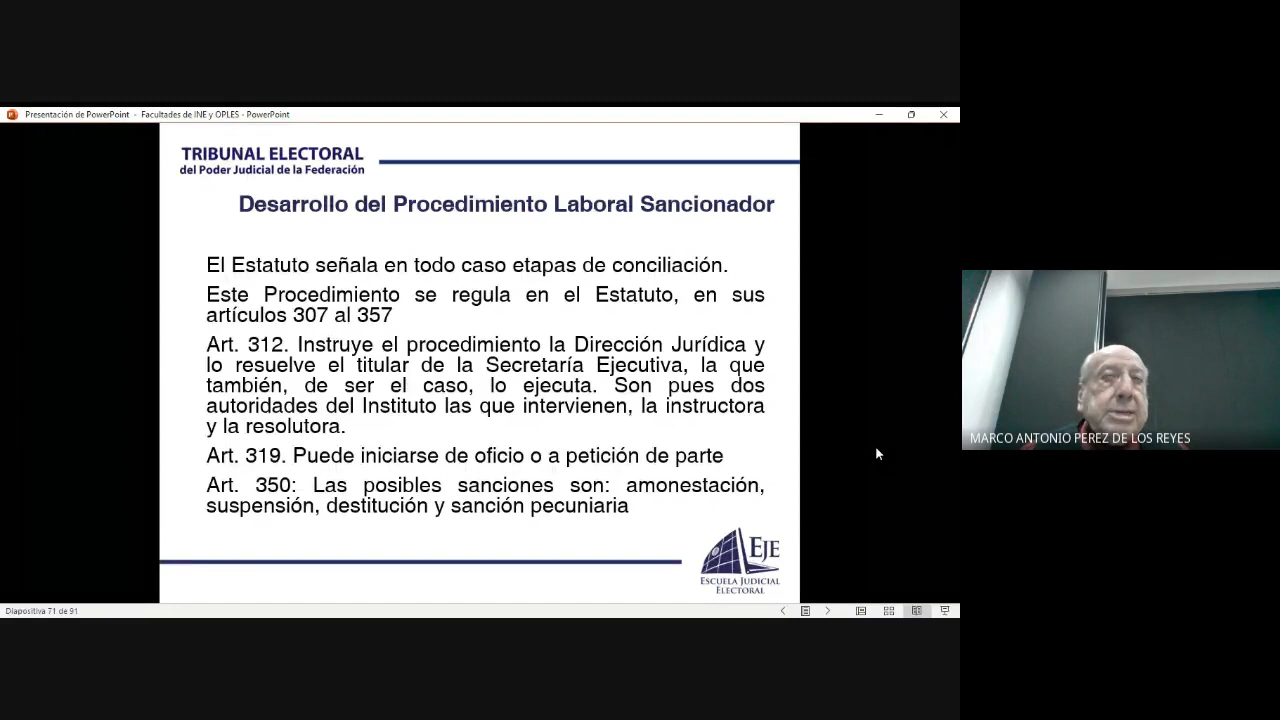 Presentación de PowerPoint - Facultades de INE y OPLES - PowerPoint
TRIBUNAL ELECTORAL
del Poder Judicial de la Federación
Desarrollo del Procedimiento Laboral Sancionador
El Estatuto señala en todo caso etapas de conciliación.
Este Procedimiento se regula en el Estatuto, en sus
artículos 307 al 357
Art. 312. Instruye el procedimiento la Dirección Jurídica y
lo resuelve el titular de la Secretaría Ejecutiva, la que
también, de ser el caso, lo ejecuta. Son pues dos
autoridades del Instituto las que intervienen, la instructora
y la resolutora.
Art. 319. Puede iniciarse de oficio o a petición de parte
Art. 350: Las posibles sanciones son: amonestación,
suspensión, destitución y sanción pecuniaria
EJE
ESCUELA JUDICIAL
ELECTORAL
Diapositiva 71 de 91
MARCO ANTONIO PEREZ DE LOS REYES